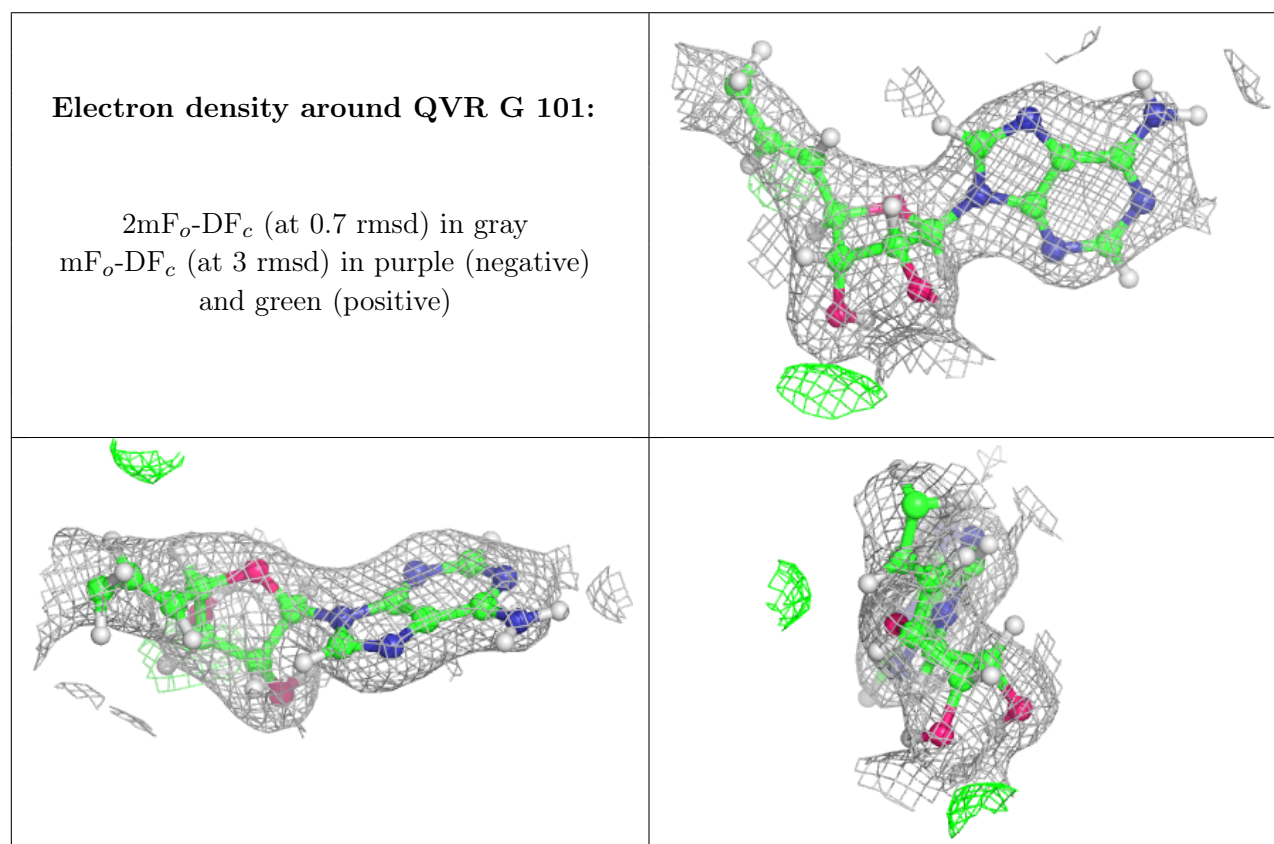 Electron density around QVR G 101:
2mFₒ-DF𝒸 (at 0.7 rmsd) in gray
mFₒ-DF𝒸 (at 3 rmsd) in purple (negative)
and green (positive)